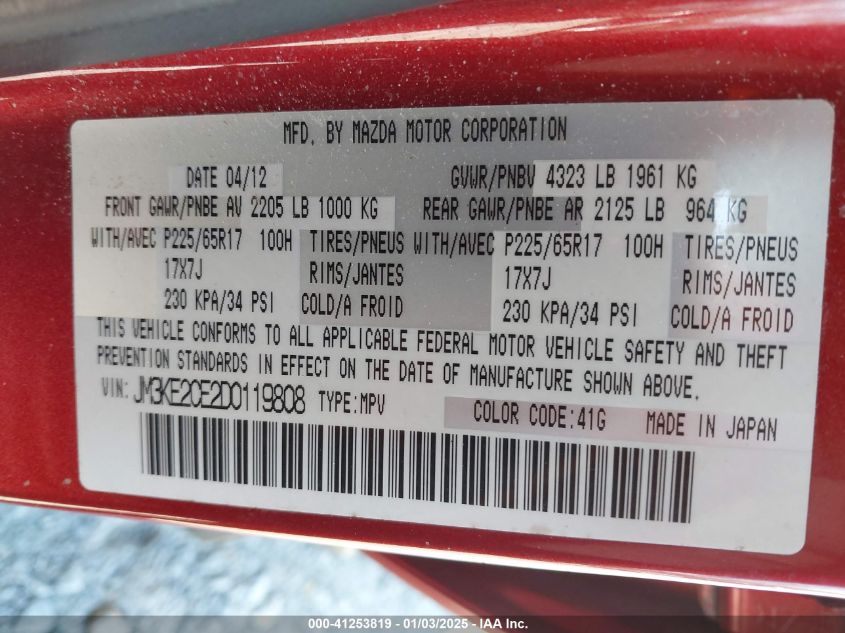 MFD. BY MAZDA MOTOR CORPORATION
DATE 04/12 GVWR/PNBV 4323 LB 1961 KG
FRONT GAWR/PNBE AV 2205 LB 1000 KG REAR GAWR/PNBE AR 2125 LB 964 KG
WITH/AVEC P225/65R17 100H TIRES/PNEUS WITH/AVEC P225/65R17 100H TIRES/PNEUS
17X7J RIMS/JANTES 17X7J RIMS/JANTES
230 KPA/34 PSI COLD/A FROID 230 KPA/34 PSI COLD/A FROID
THIS VEHICLE CONFORMS TO ALL APPLICABLE FEDERAL MOTOR VEHICLE SAFETY AND THEFT
PREVENTION STANDARDS IN EFFECT ON THE DATE OF MANUFACTURE SHOWN ABOVE.
VIN: JM3KE2CE2D0119808 TYPE:MPV COLOR CODE:41G MADE IN JAPAN
000-41253819 - 01/03/2025 - IAA Inc.